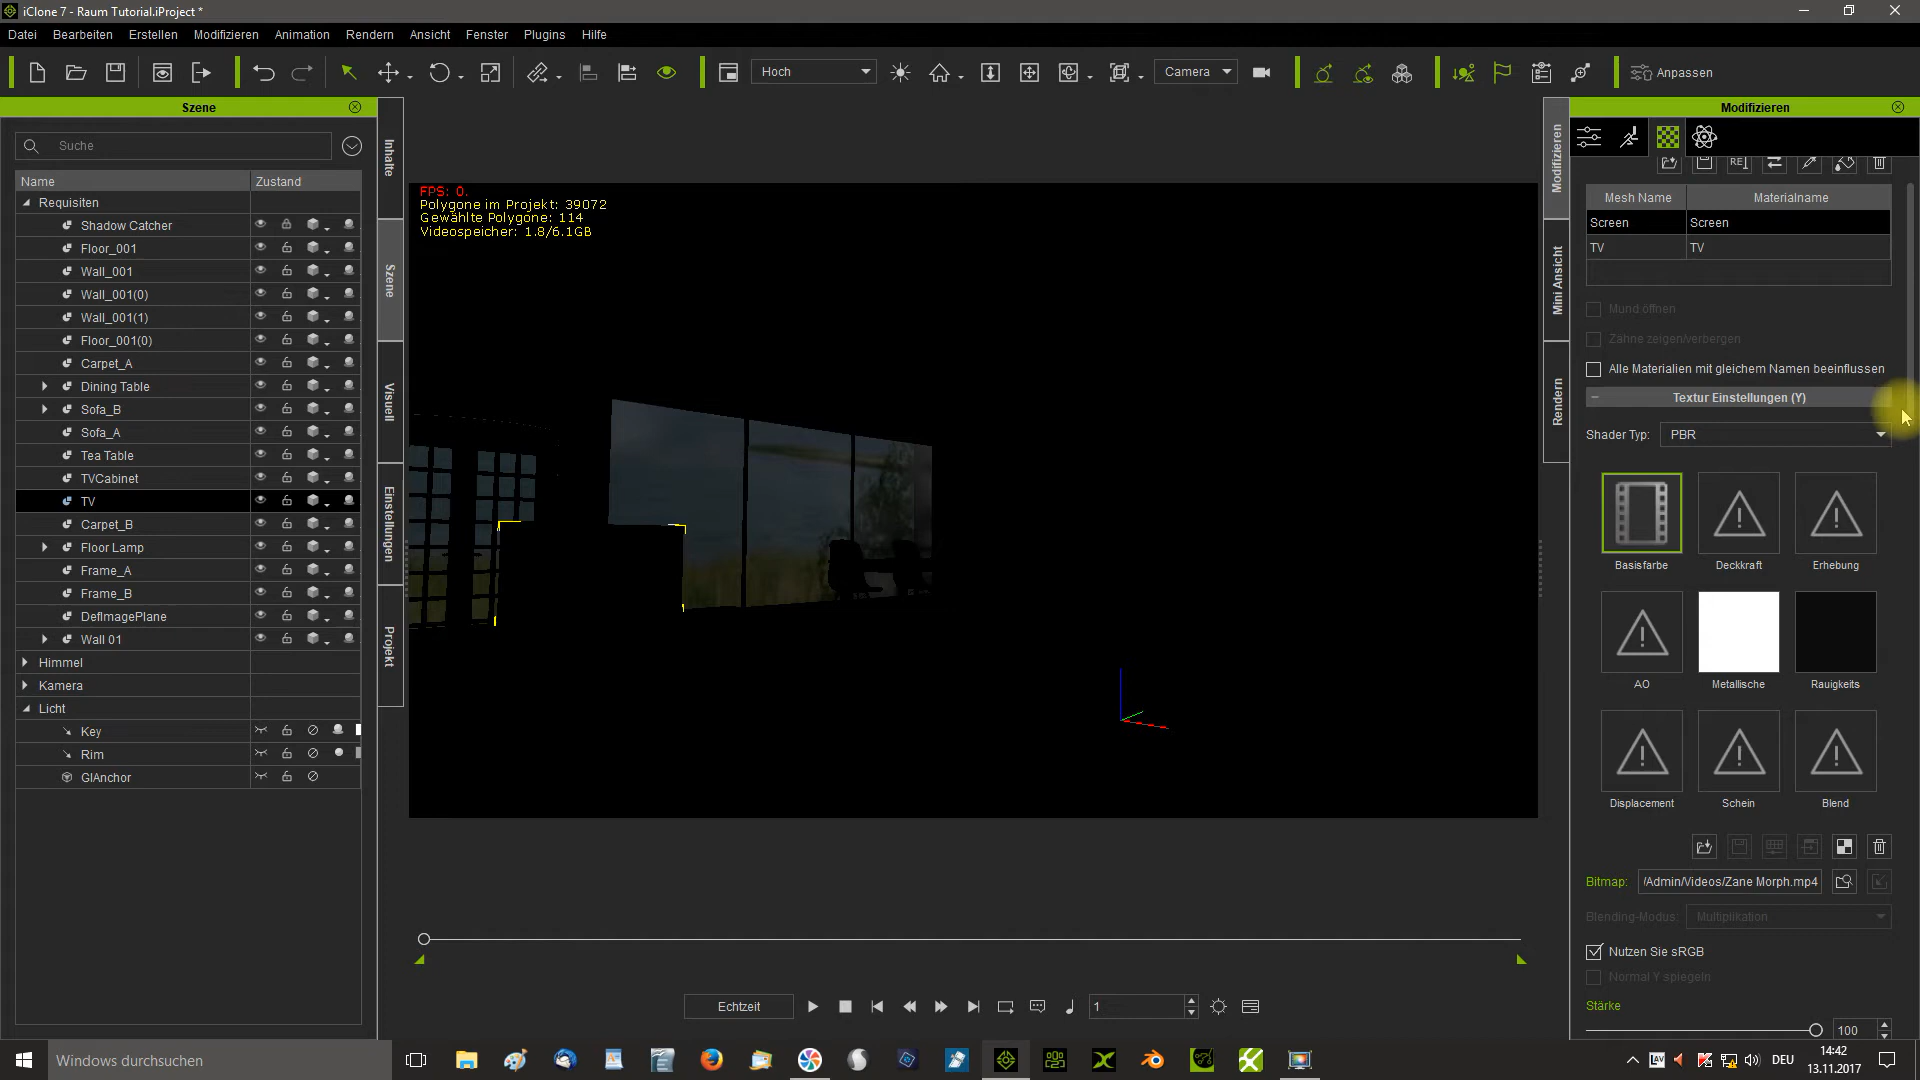 iClone 7 - Raum Tutorial.iProject *
Datei Bearbeiten Erstellen Modifizieren Animation Rendern Ansicht Fenster Plugins Hilfe
Hoch
Camera
Anpassen
Szene
Suche
Name Zustand
Requisiten
Shadow Catcher
Floor_001
Wall_001
Wall_001(0)
Wall_001(1)
Floor_001(0)
Carpet_A
Dining Table
Sofa_B
Sofa_A
Tea Table
TVCabinet
TV
Carpet_B
Floor Lamp
Frame_A
Frame_B
DefImagePlane
Wall 01
Himmel
Kamera
Licht
Key
Rim
GIAnchor
Inhalte
Szene
Visuell
Einstellungen
Projekt
FPS: 0.
Polygone im Projekt: 39072
Gewählte Polygone: 114
Videospeicher: 1.8/6.1GB
Echtzeit
1
Modifizieren
Mini Ansicht
Rendern
Modifizieren
Mesh Name Materialname
Screen Screen
TV TV
Mund öffnen
Zähne zeigen/verbergen
Alle Materialien mit gleichem Namen beeinflussen
Textur Einstellungen (Y)
Shader Typ: PBR
Basisfarbe Deckkraft Erhebung
AO Metallische Rauigkeits
Displacement Schein Blend
Bitmap: /Admin/Videos/Zane Morph.mp4
Blending-Modus: Multiplikation
Nutzen Sie sRGB
Normal Y spiegeln
Stärke
100
Windows durchsuchen
DEU
14:42
13.11.2017